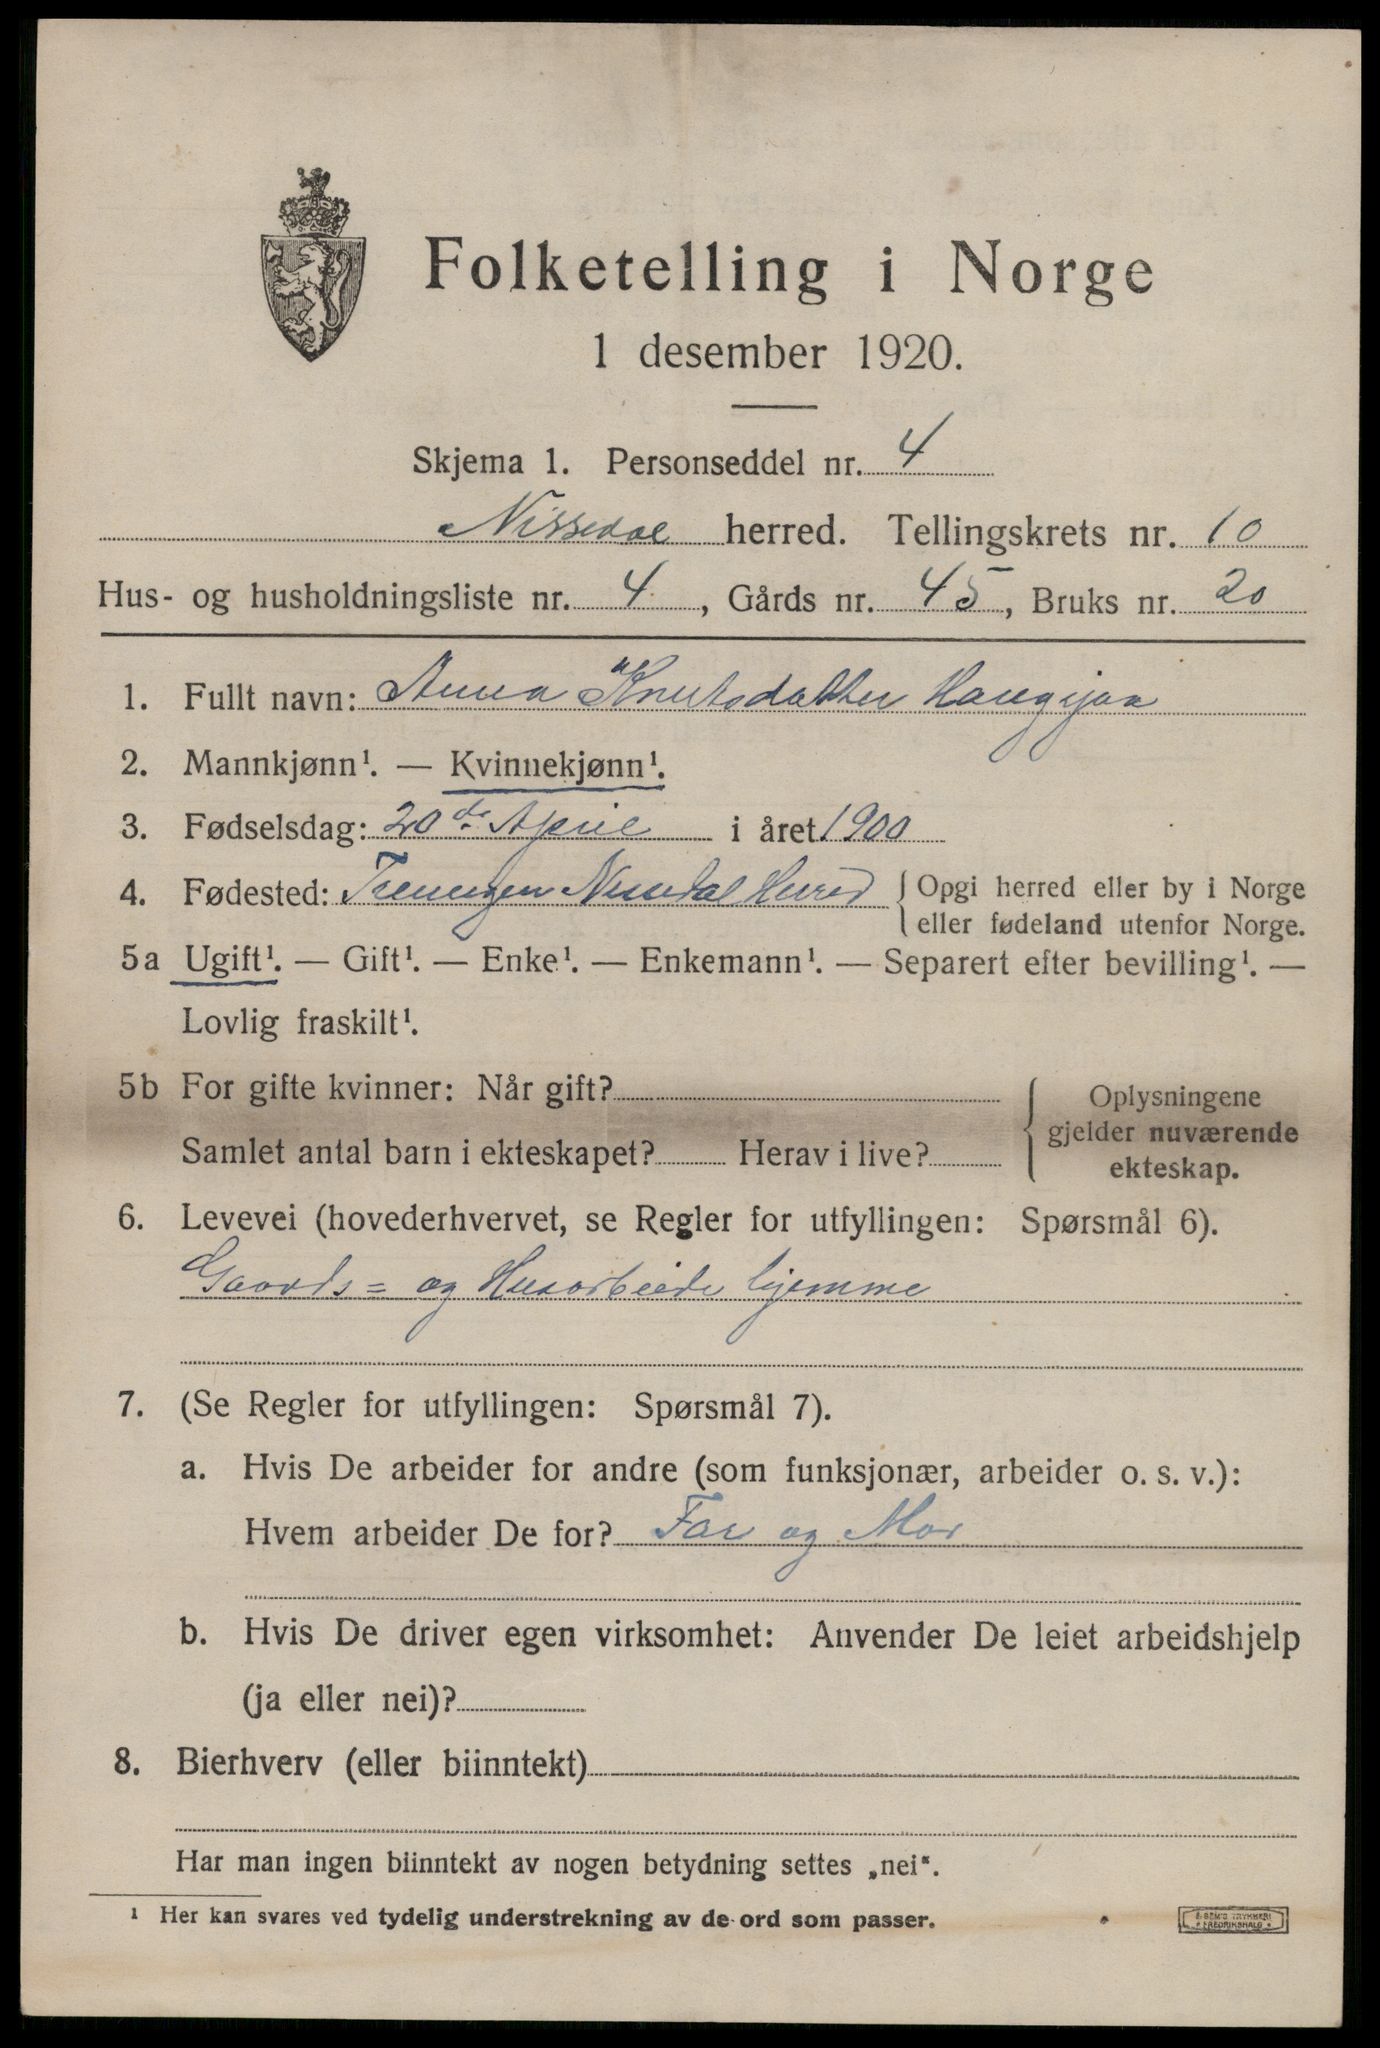 Folketelling i Norge
1 desember 1920.
Skjema 1. Personseddel nr. 4
Nissedal herred. Tellingskrets nr. 10
Hus- og husholdningsliste nr. 4, Gårds nr. 45, Bruks nr. 20
1. Fullt navn: Anna Knutsdatter Haugsjaa
2. Mannkjønn¹. — Kvinnekjønn¹.
3. Fødselsdag: 20de April i året 1900
4. Fødested: Treungen Nissedal Herred { Opgi herred eller by i Norge
eller fødeland utenfor Norge.
5a Ugift¹. — Gift¹. — Enke¹. — Enkemann¹. — Separert efter bevilling¹. —
Lovlig fraskilt¹.
5b For gifte kvinner: Når gift?
Samlet antal barn i ekteskapet? Herav i live?
Oplysningene
gjelder nuværende
ekteskap.
6. Levevei (hovederhvervet, se Regler for utfyllingen: Spørsmål 6).
Gaards= og Husarbeide hjemme
7. (Se Regler for utfyllingen: Spørsmål 7).
a. Hvis De arbeider for andre (som funksjonær, arbeider o. s. v.):
Hvem arbeider De for? Far og Mor
b. Hvis De driver egen virksomhet: Anvender De leiet arbeidshjelp
(ja eller nei)?
8. Bierhverv (eller biinntekt)
Har man ingen biinntekt av nogen betydning settes „nei“.
¹ Her kan svares ved tydelig understrekning av de ord som passer.